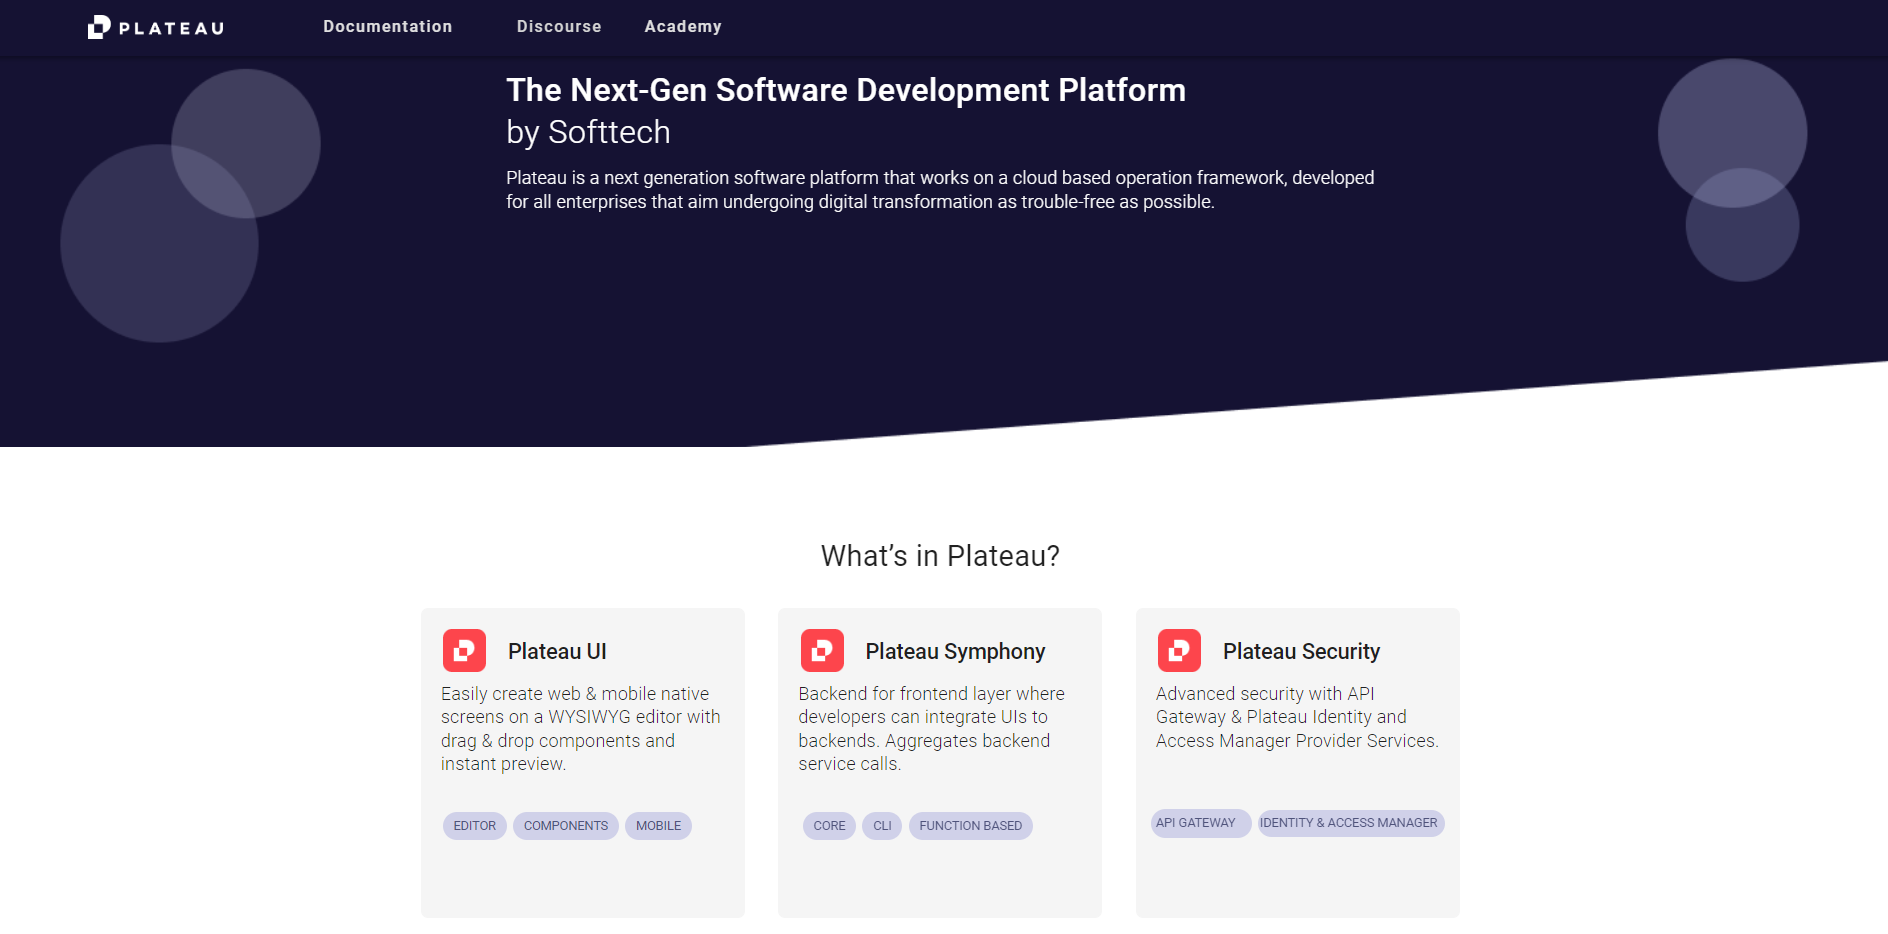 PLATEAU
Documentation
Discourse
Academy
The Next-Gen Software Development Platform
by Softtech
Plateau is a next generation software platform that works on a cloud based operation framework, developed
for all enterprises that aim undergoing digital transformation as trouble-free as possible.
What’s in Plateau?
Plateau UI
Easily create web & mobile native
screens on a WYSIWYG editor with
drag & drop components and
instant preview.
EDITOR
COMPONENTS
MOBILE
Plateau Symphony
Backend for frontend layer where
developers can integrate UIs to
backends. Aggregates backend
service calls.
CORE
CLI
FUNCTION BASED
Plateau Security
Advanced security with API
Gateway & Plateau Identity and
Access Manager Provider Services.
API GATEWAY
IDENTITY & ACCESS MANAGER